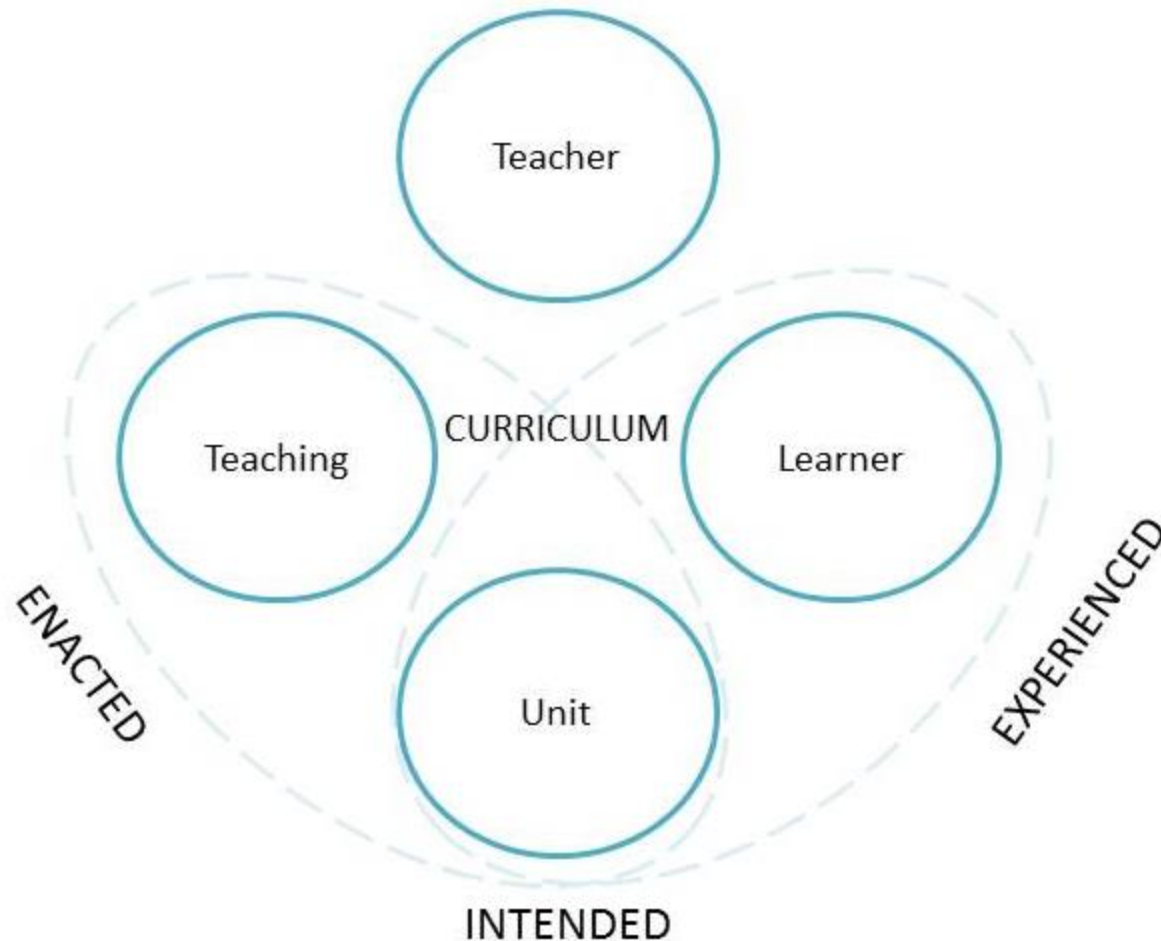 Teacher
CURRICULUM
Teaching
Learner
ENACTED
EXPERIENCED
Unit
INTENDED